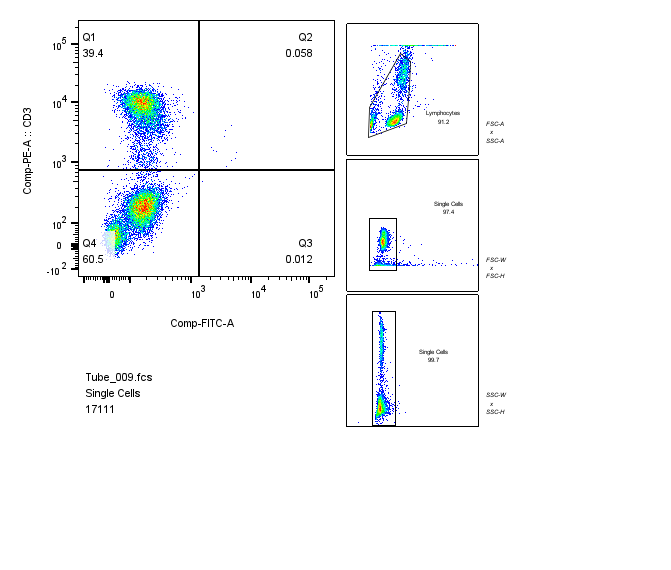 Q1
39.4
Q2
0.058
Q4
60.5
Q3
0.012
10^5
10^4
10^3
10^2
0
-10^2
Comp-PE-A :: CD3
0
10^3
10^4
10^5
Comp-FITC-A
Tube_009.fcs
Single Cells
17111
Lymphocytes
91.2
FSC-A
x
SSC-A
Single Cells
97.4
FSC-W
x
FSC-H
Single Cells
99.7
SSC-W
x
SSC-H